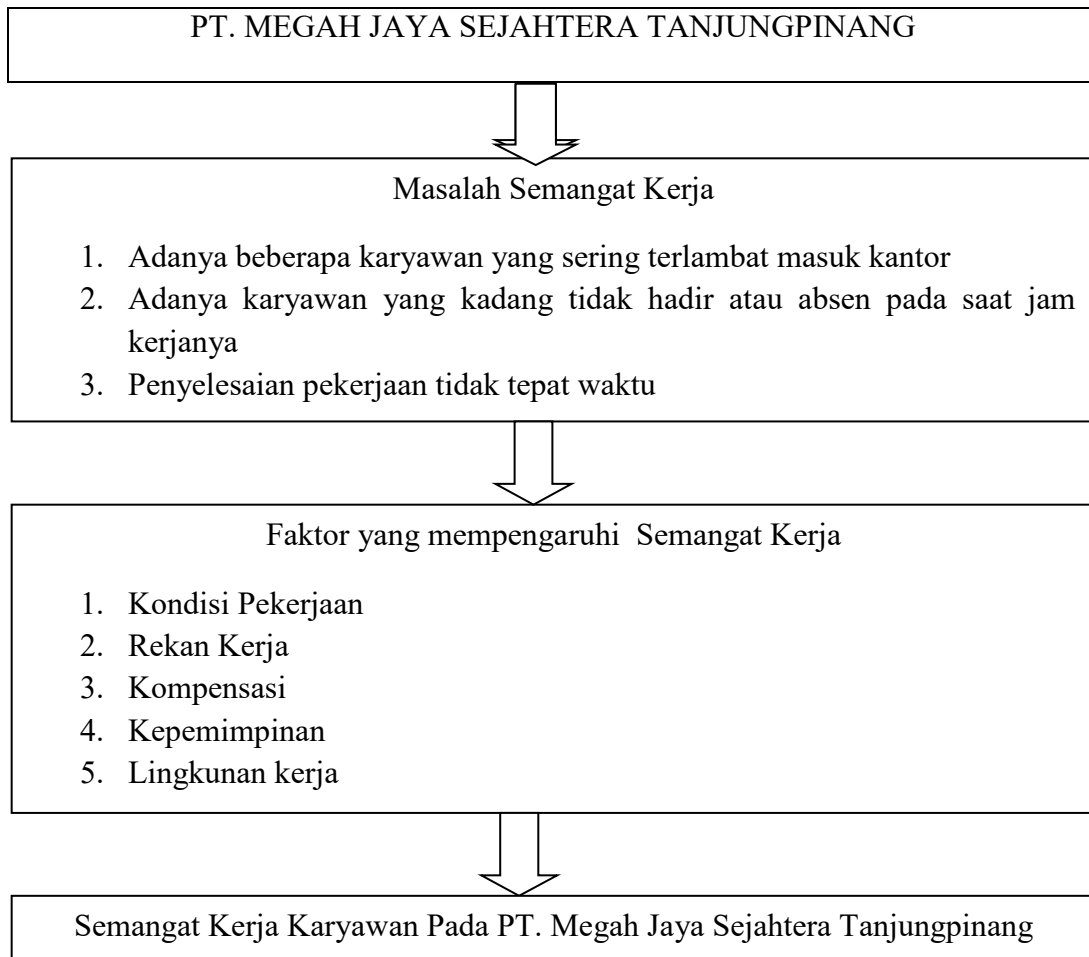 PT. MEGAH JAYA SEJAHTERA TANJUNGPINANG
Masalah Semangat Kerja
1. Adanya beberapa karyawan yang sering terlambat masuk kantor
2. Adanya karyawan yang kadang tidak hadir atau absen pada saat jam
kerjanya
3. Penyelesaian pekerjaan tidak tepat waktu
Faktor yang mempengaruhi Semangat Kerja
1. Kondisi Pekerjaan
2. Rekan Kerja
3. Kompensasi
4. Kepemimpinan
5. Lingkunan kerja
Semangat Kerja Karyawan Pada PT. Megah Jaya Sejahtera Tanjungpinang